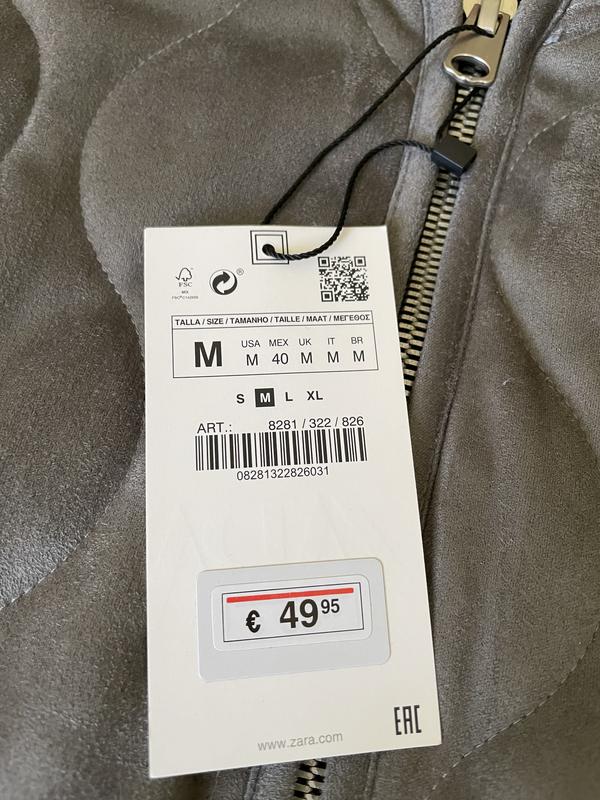 FSC
MIX
®
TALLA / SIZE / TAMANHO / TAILLE / MAAT / ΜΕΓΕΘΟΣ
M
USA MEX UK IT BR
M 40 M M M
S M L XL
ART.: 8281 / 322 / 826
08281322826031
€ 49 95
EAC
www.zara.com